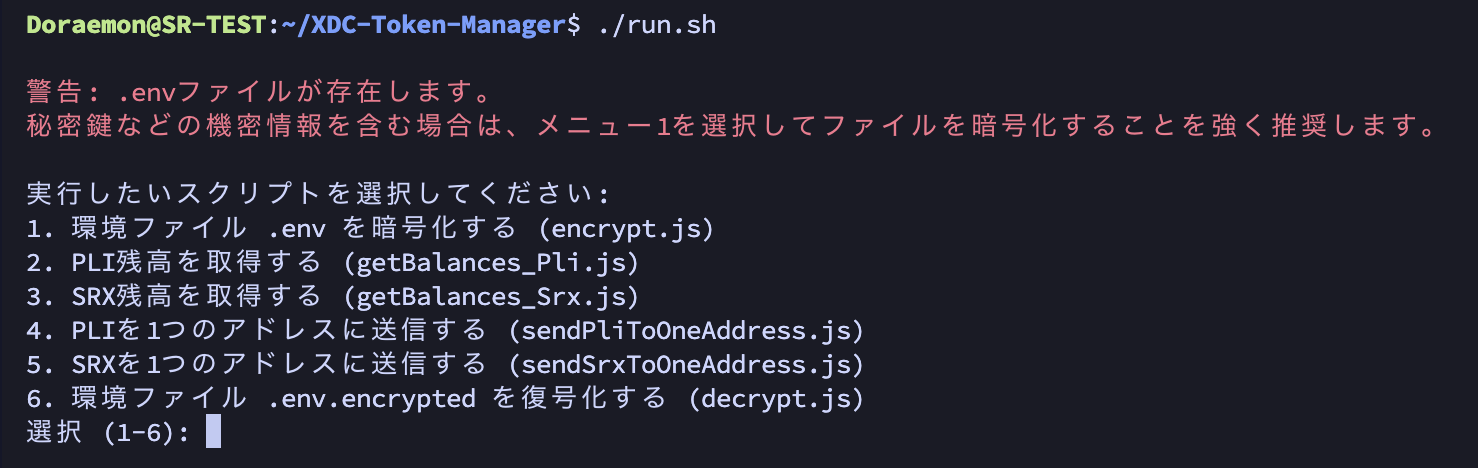 Doraemon@SR-TEST:~/XDC-Token-Manager$ ./run.sh
警告: .envファイルが存在します。
秘密鍵などの機密情報を含む場合は、メニュー1を選択してファイルを暗号化することを強く推奨します。
実行したいスクリプトを選択してください:
1. 環境ファイル .env を暗号化する (encrypt.js)
2. PLI残高を取得する (getBalances_Pli.js)
3. SRX残高を取得する (getBalances_Srx.js)
4. PLIを1つのアドレスに送信する (sendPliToOneAddress.js)
5. SRXを1つのアドレスに送信する (sendSrxToOneAddress.js)
6. 環境ファイル .env.encrypted を復号化する (decrypt.js)
選択 (1-6):